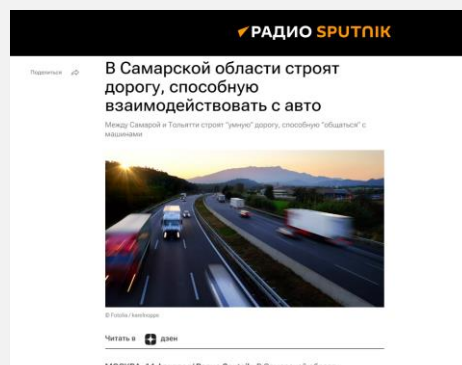 РАДИО SPUTNIK
Поделиться
В Самарской области строят
дорогу, способную
взаимодействовать с авто
Между Самарой и Тольятти строят "умную" дорогу, способную "общаться" с
машинами
© Fotolia /
Читать в дзен